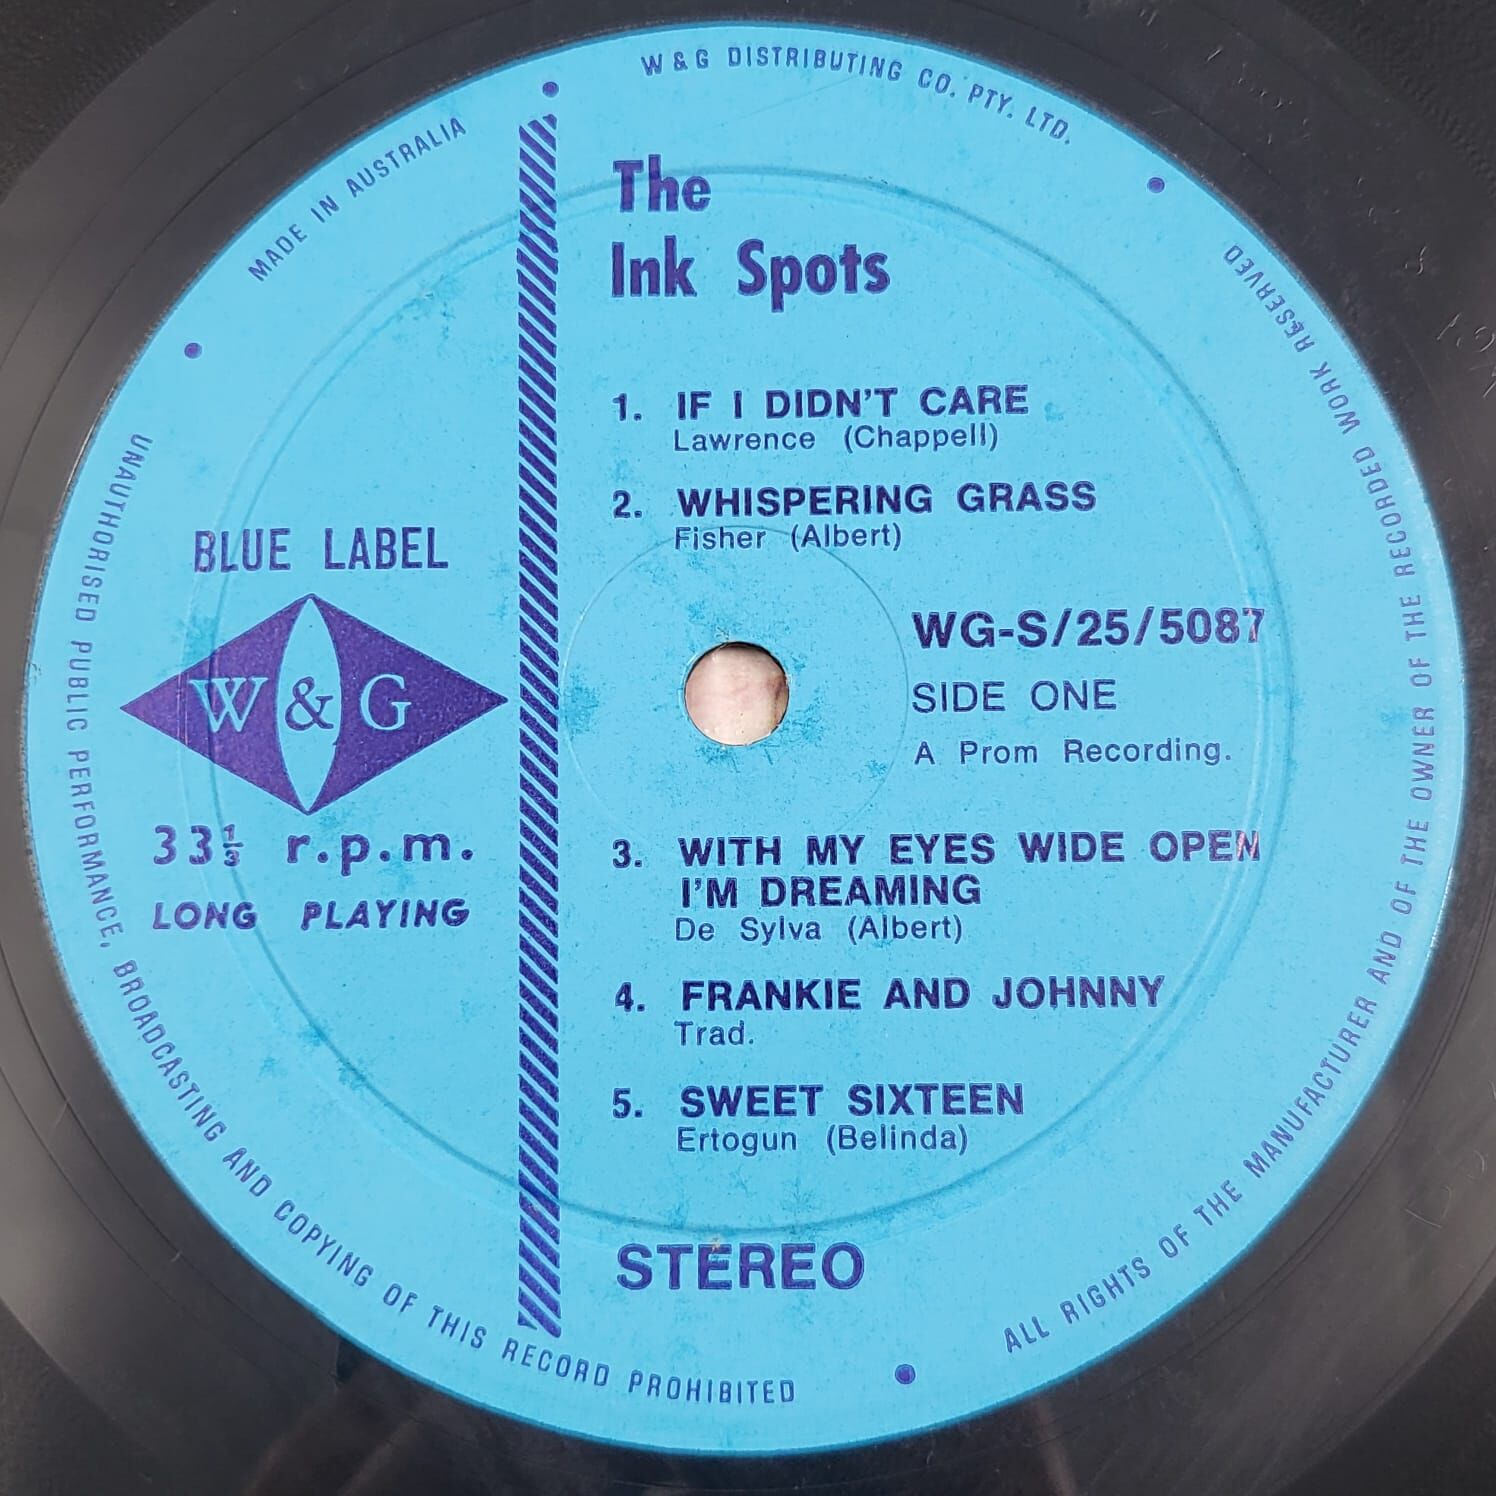 W & G DISTRIBUTING CO. PTY. LTD.
MADE IN AUSTRALIA
The
Ink Spots
1. IF I DIDN'T CARE
Lawrence (Chappell)
2. WHISPERING GRASS
Fisher (Albert)
BLUE LABEL
W & G
33⅓ r.p.m.
LONG PLAYING
WG-S/25/5087
SIDE ONE
A Prom Recording.
3. WITH MY EYES WIDE OPEN
I'M DREAMING
De Sylva (Albert)
4. FRANKIE AND JOHNNY
Trad.
5. SWEET SIXTEEN
Ertogun (Belinda)
STEREO
ALL RIGHTS OF THE MANUFACTURER AND OF THE OWNER OF THE RECORDED WORK RESERVED
UNAUTHORISED PUBLIC PERFORMANCE, BROADCASTING AND COPYING OF THIS RECORD PROHIBITED